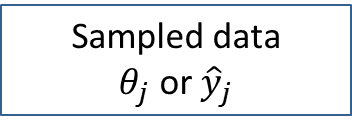 Sampled data
θⱼ or ŷⱼ